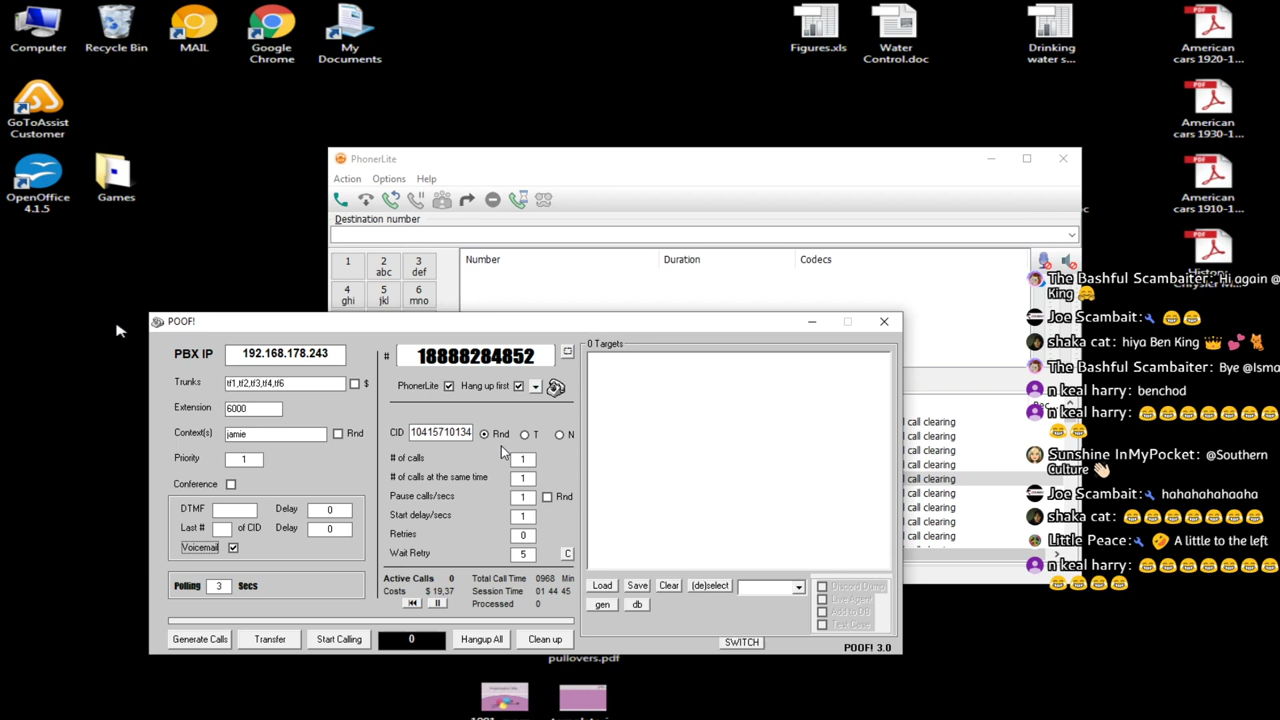 Computer
Recycle Bin
MAIL
Google
Chrome
My
Documents
Figures.xls
Water
Control.doc
Drinking
water s...
American
cars 1920-1...
GoToAssist
Customer
American
cars 1930-1...
OpenOffice
4.1.5
Games
American
cars 1910-1...
PhonerLite
Action Options Help
Destination number
1 2 abc 3 def
4 ghi 5 jkl 6 mno
Number Duration Codecs
The Bashful Scambaiter: Hi again @
King 🤗
Joe Scambait: 🔧 😂😂
shaka cat: hiya Ben King 👑 💕 🐈
The Bashful Scambaiter: Bye @Isma
n keal harry: benchod
n keal harry: 😂😂😂😂😂😂😂
😂😂
Sunshine InMyPocket: @Southern
Culture 👋🏻
Joe Scambait: 🔧 hahahahahaaha
shaka cat: 😂😂😂😂😂😂
Little Peace: 🔧 🤣 A little to the left
n keal harry: 😂😂😂😂😂😂😂
😂😂😂😂
l call clearing
l call clearing
l call clearing
l call clearing
l call clearing
l call clearing
l call clearing
l call clearing
l call clearing
POOF!
PBX IP 192.168.178.243
Trunks tf1,tf2,tf3,tf4,tf6 $
Extension 6000
Context(s) jamie Rnd
Priority 1
Conference
DTMF Delay 0
Last # of CID Delay 0
Voicemail
Polling 3 Secs
# 18888284852
PhonerLite Hang up first
CID 10415710134 Rnd T N
# of calls 1
# of calls at the same time 1
Pause calls/secs 1 Rnd
Start delay/secs 1
Retries 0
Wait Retry 5 C
Active Calls 0 Total Call Time 0968 Min
Costs $ 19,37 Session Time 01 44 45
Processed 0
Generate Calls Transfer Start Calling 0 Hangup All Clean up
0 Targets
Load Save Clear (de)select
gen db
Discord Dump
Live Agent
Add to DB
SWITCH
POOF! 3.0
pullovers.pdf